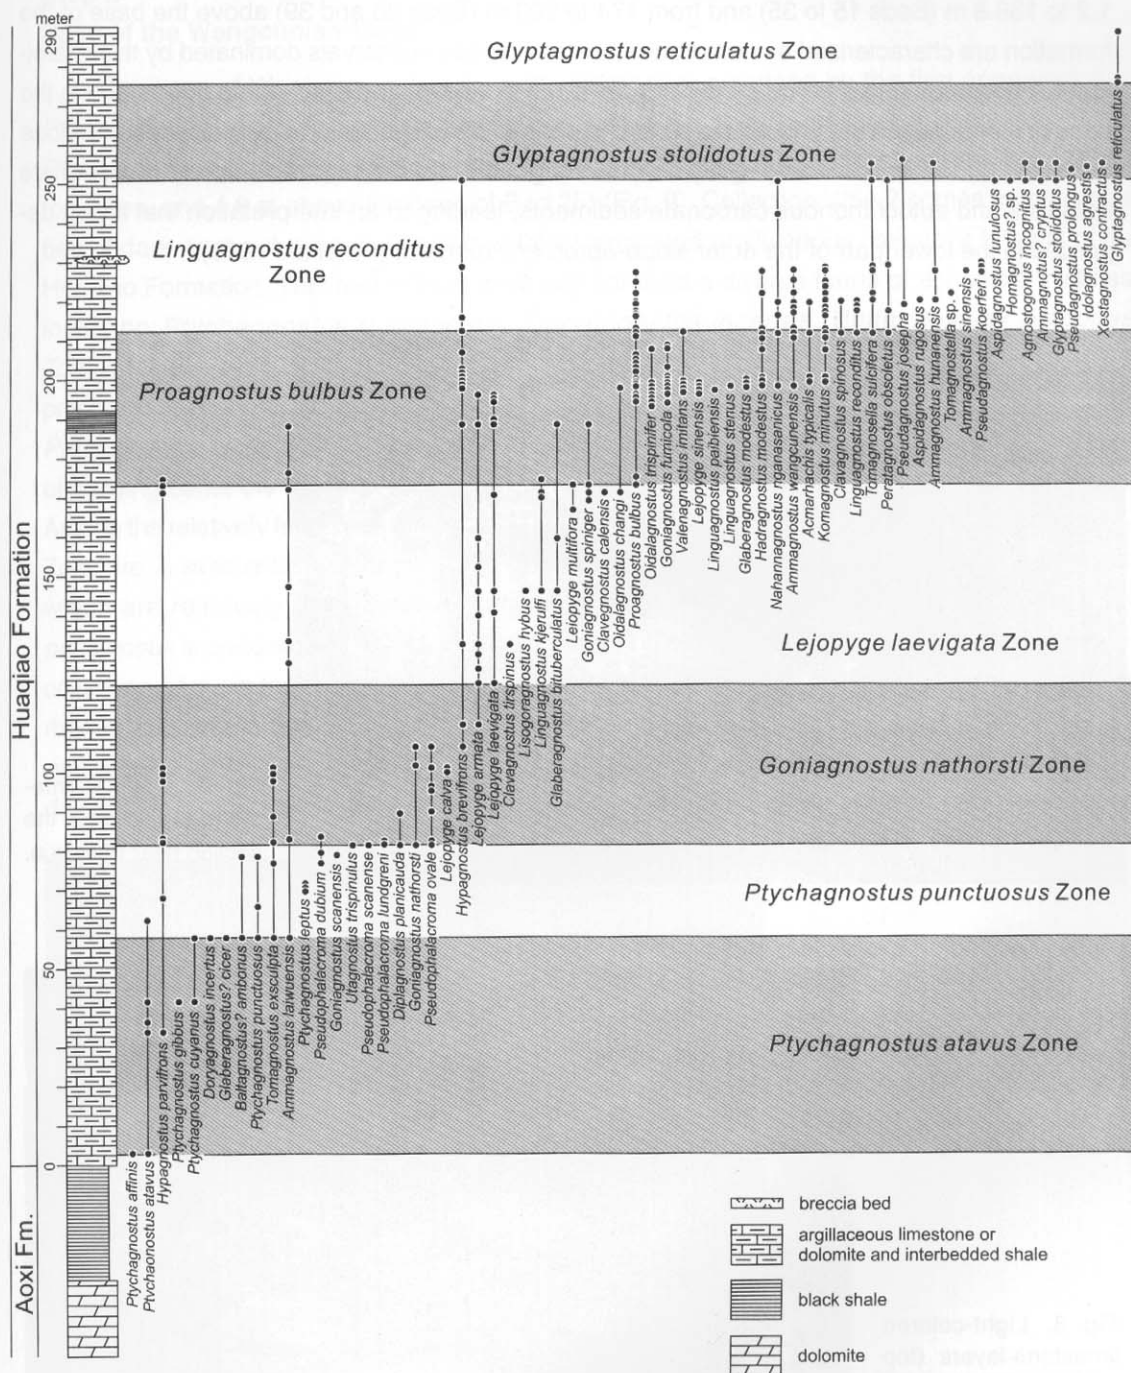 meter
290
250
200
150
100
50
0
Huaqiao Formation
Aoxi Fm.
Glyptagnostus reticulatus Zone
Glyptagnostus stolidotus Zone
Linguagnostus reconditus
Zone
Proagnostus bulbus Zone
Lejopyge laevigata Zone
Goniagnostus nathorsti Zone
Ptychagnostus punctuosus Zone
Ptychagnostus atavus Zone
Ptychagnostus affinis
Ptychaonostus atavus
Hypagnostus parvifrons
Ptychagnostus gibbus
Ptychagnostus cuyanus
Doryagnostus incertus
Glaberagnostus? cicer
Baltagnostus? ambonus
Ptychagnostus punctuosus
Tomagnostus exsculpta
Ammagnostus laiwuensis
Ptychagnostus leptus
Pseudophalacroma dubium
Goniagnostus scanensis
Utagnostus trispinulus
Pseudophalacroma scanense
Pseudophalacroma lundgreni
Diplagnostus planicauda
Goniagnostus nathorsti
Pseudophalacroma ovale
Lejopyge calva
Hypagnostus brevifrons
Lejopyge armata
Lejopyge laevigata
Clavagnostus tirspinus
Lisogoragnostus hybus
Linguagnostus kjerulfi
Glaberagnostus bituberculatus
Leiopyge multifora
Goniagnostus spiniger
Clavegnostus calensis
Oidalagnostus changi
Proagnostus bulbus
Oidalagnostus trispinifer
Goniagnostus fumicola
Valenagnostus imitans
Lejopyge sinensis
Linguagnostus paibiensis
Linguagnostus stenus
Glaberagnostus modestus
Hadragnostus modestus
Nahannagnostus nganasanicus
Ammagnostus wangcunensis
Acmarhachis typicalis
Komagnostus minutus
Clavagnostus spinosus
Linguagnostus reconditus
Tomagnosella sulcifera
Peratagnostus obsoletus
Pseudagnostus josepha
Aspidagnostus rugosus
Ammagnostus hunanensis
Tomagnostella sp.
Ammagnostus sinensis
Pseudagnostus koerferi
Aspidagnostus lunulosus
Homagnostus? sp.
Agnostogonus incognitus
Ammagnotus? cryptus
Glyptagnostus stolidotus
Pseudagnostus prolongus
Idolagnostus agrestis
Xestagnostus contractus
Glyptagnostus reticulatus
breccia bed
argillaceous limestone or
dolomite and interbedded shale
black shale
dolomite